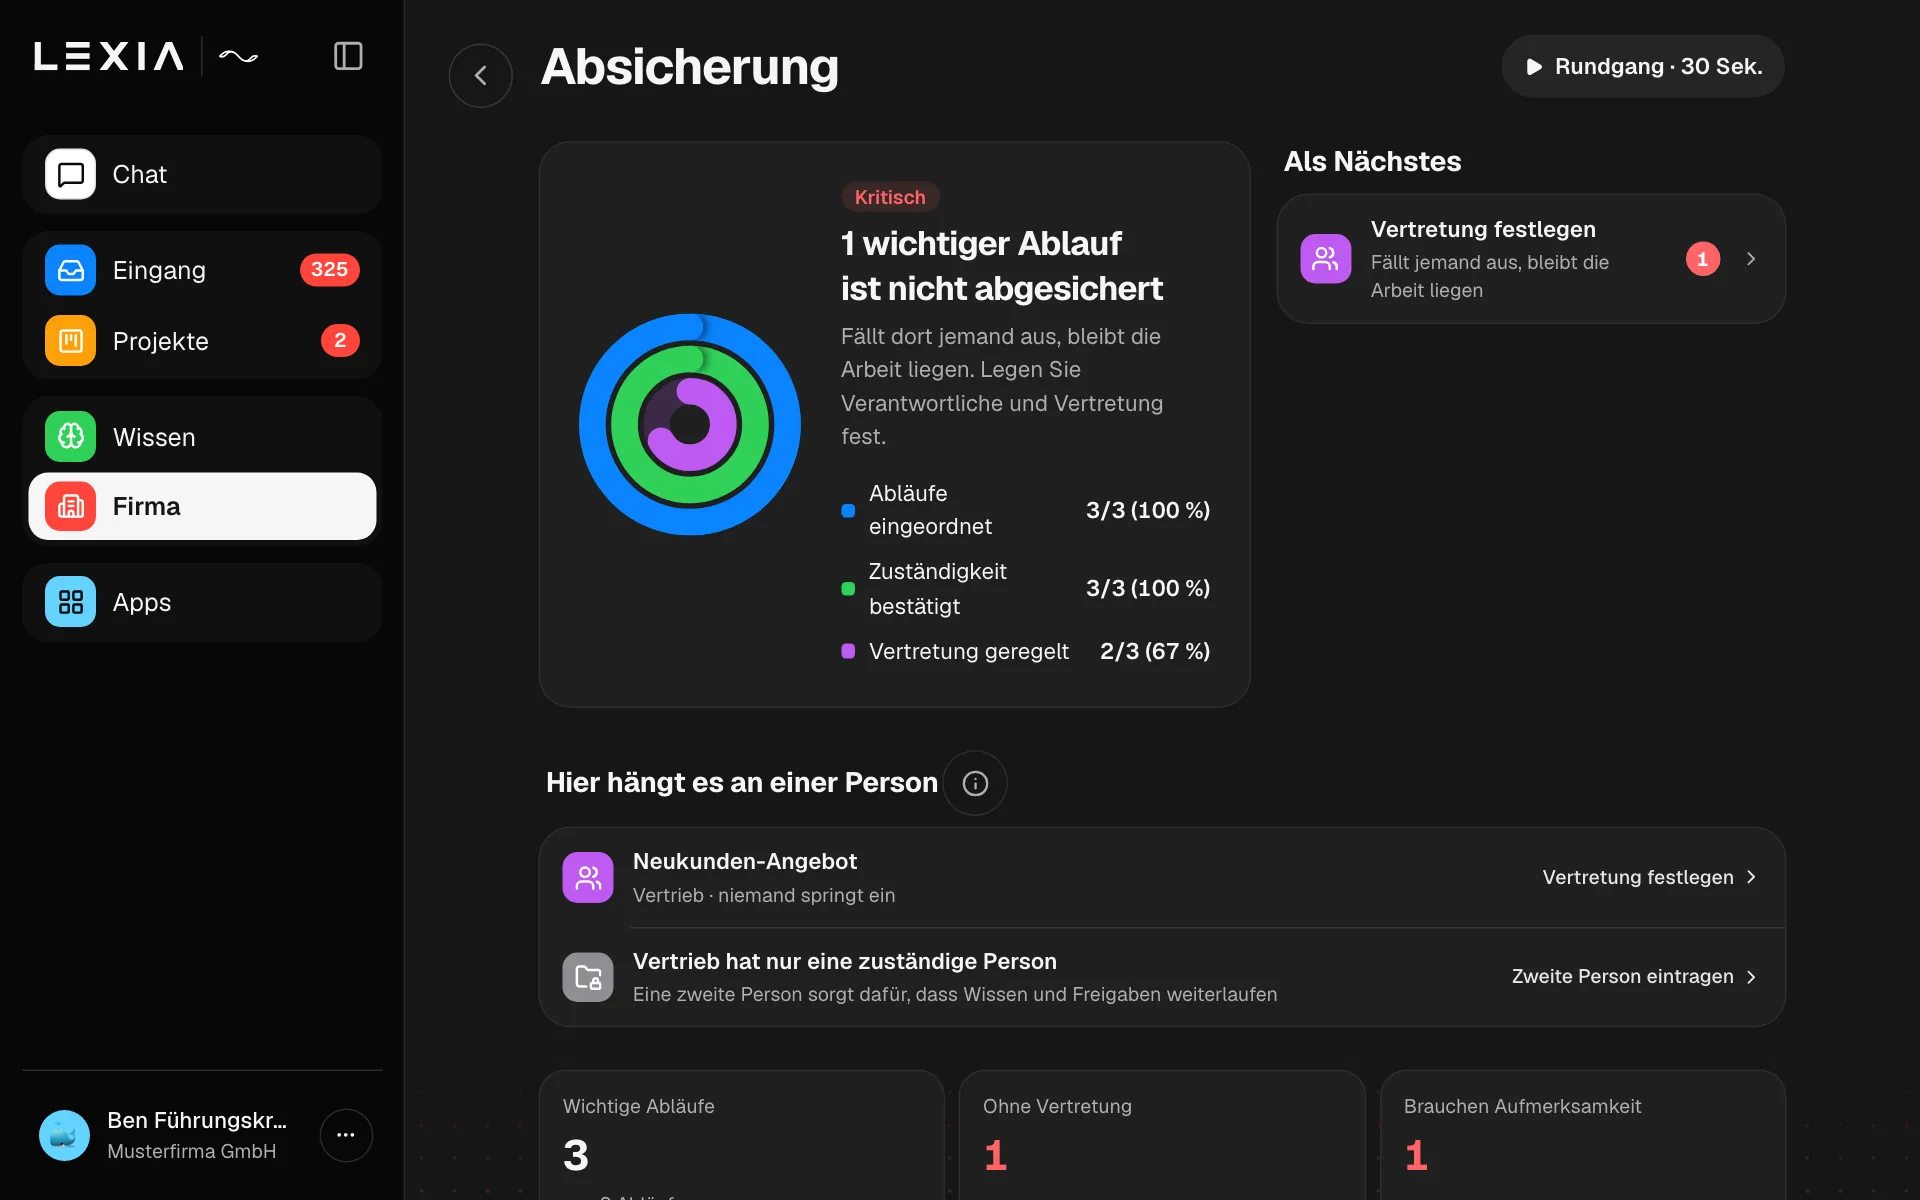 LEXIA
Chat
Eingang
325
Projekte
2
Wissen
Firma
Apps
Ben Führungskr...
Musterfirma GmbH
Absicherung
Rundgang · 30 Sek.
Kritisch
1 wichtiger Ablauf
ist nicht abgesichert
Fällt dort jemand aus, bleibt die
Arbeit liegen. Legen Sie
Verantwortliche und Vertretung
fest.
Abläufe
eingeordnet
3/3 (100 %)
Zuständigkeit
bestätigt
3/3 (100 %)
Vertretung geregelt
2/3 (67 %)
Als Nächstes
Vertretung festlegen
Fällt jemand aus, bleibt die
Arbeit liegen
1
Hier hängt es an einer Person
Neukunden-Angebot
Vertrieb · niemand springt ein
Vertretung festlegen
Vertrieb hat nur eine zuständige Person
Eine zweite Person sorgt dafür, dass Wissen und Freigaben weiterlaufen
Zweite Person eintragen
Wichtige Abläufe
3
Ohne Vertretung
1
Brauchen Aufmerksamkeit
1